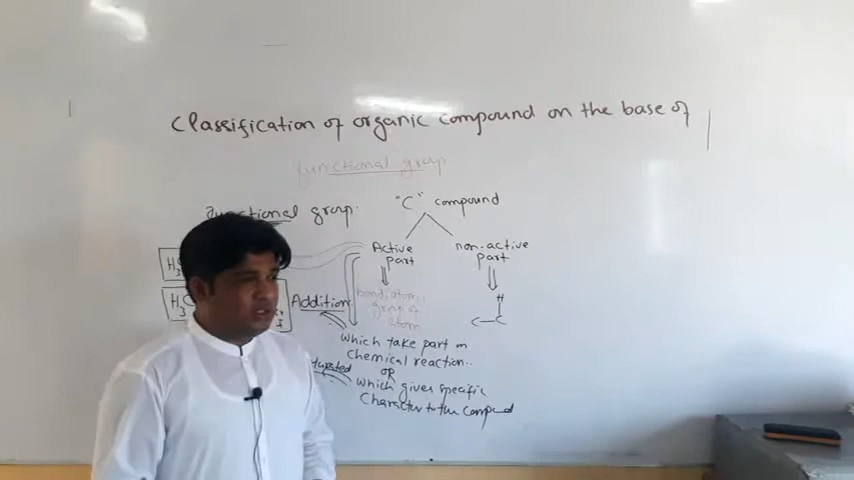 Classification of organic compound on the base of
functional group
functional group.
"C" compound
Active part
non-active part
bond, atom,
group of
atom
H
C-C
H3
H3C
Addition
which take part in
chemical reaction..
or
which gives specific
Character to the compound